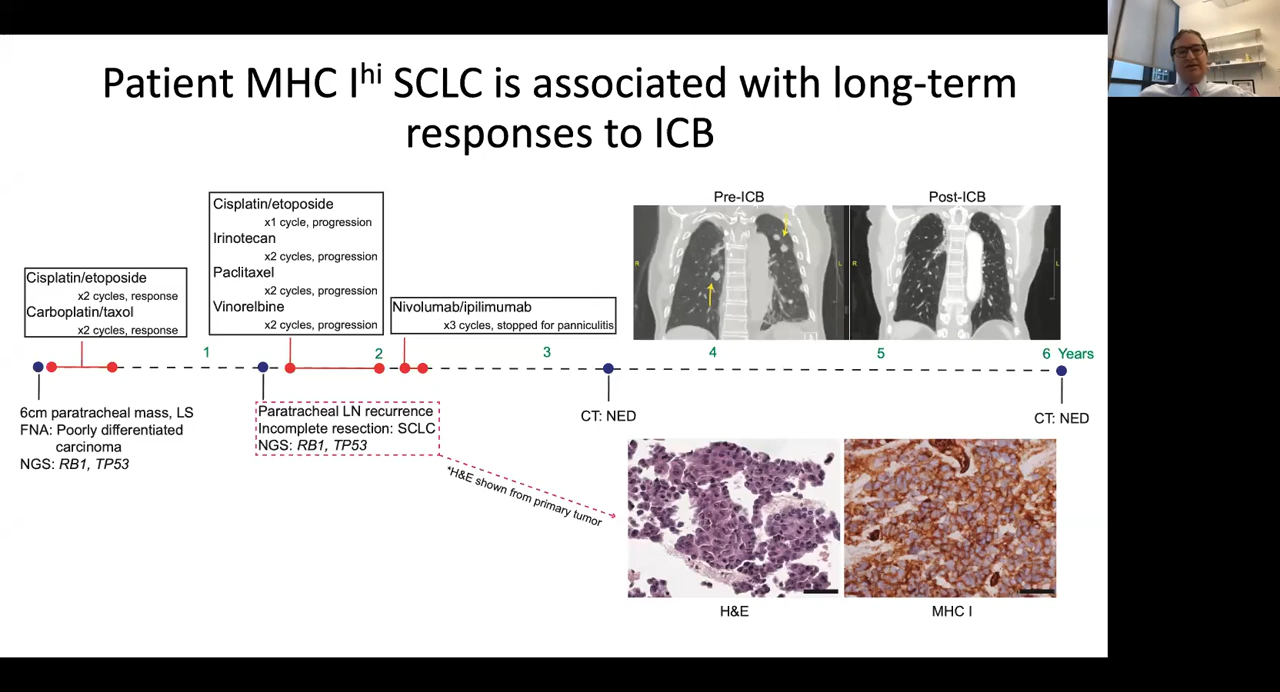 Patient MHC Iʰⁱ SCLC is associated with long-term
responses to ICB
Cisplatin/etoposide
x2 cycles, response
Carboplatin/taxol
x2 cycles, response
Cisplatin/etoposide
x1 cycle, progression
Irinotecan
x2 cycles, progression
Paclitaxel
x2 cycles, progression
Vinorelbine
x2 cycles, progression
Nivolumab/ipilimumab
x3 cycles, stopped for panniculitis
Pre-ICB
Post-ICB
R
L
R
L
1
2
3
4
5
6 Years
6cm paratracheal mass, LS
FNA: Poorly differentiated
carcinoma
NGS: RB1, TP53
Paratracheal LN recurrence
Incomplete resection: SCLC
NGS: RB1, TP53
*H&E shown from primary tumor
CT: NED
CT: NED
H&E
MHC I